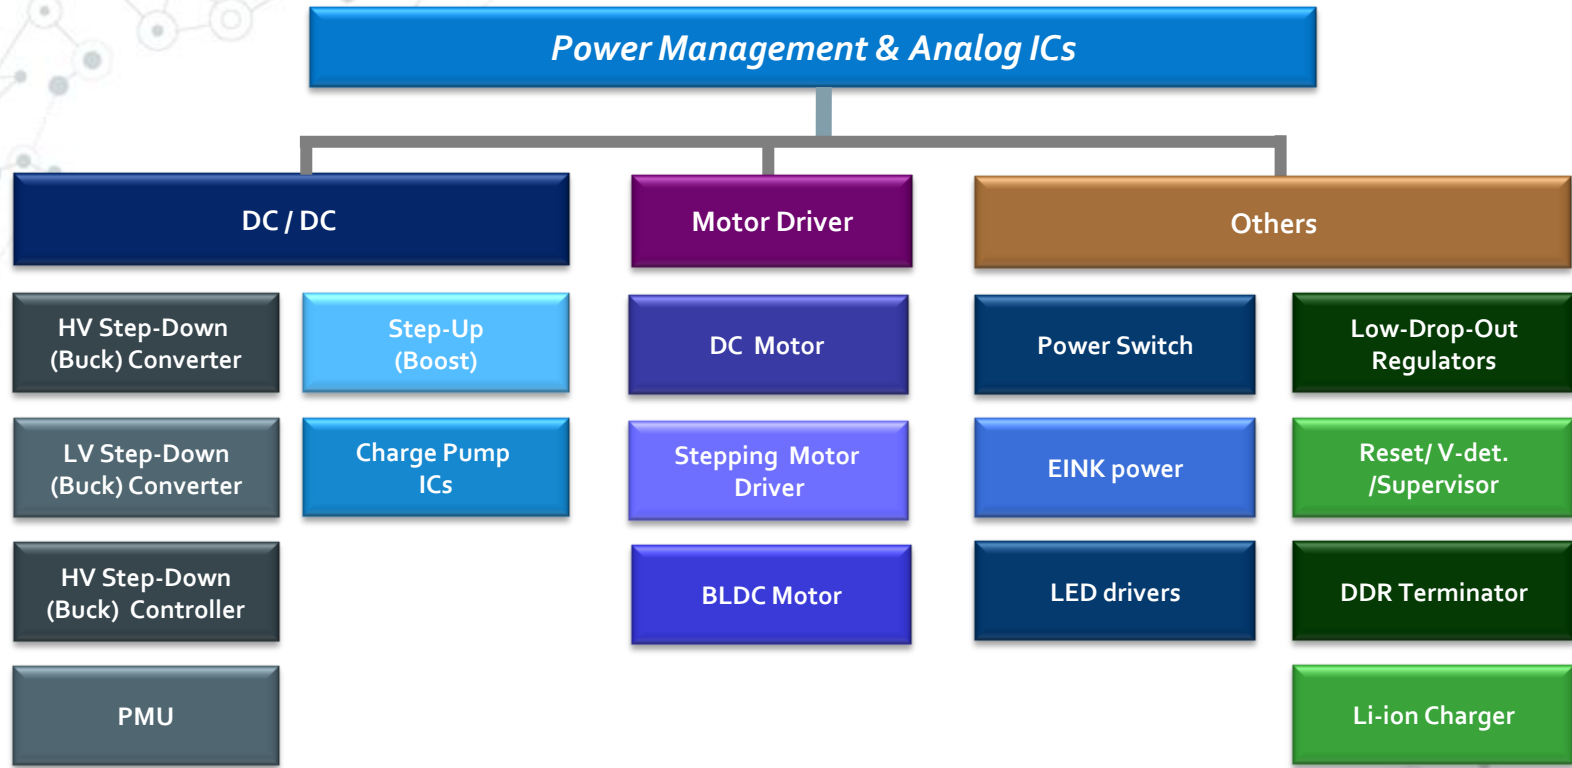 Power Management & Analog ICs
DC / DC
Motor Driver
Others
HV Step-Down
(Buck) Converter
Step-Up
(Boost)
DC Motor
Power Switch
Low-Drop-Out
Regulators
LV Step-Down
(Buck) Converter
Charge Pump
ICs
Stepping Motor
Driver
EINK power
Reset/ V-det.
/Supervisor
HV Step-Down
(Buck) Controller
BLDC Motor
LED drivers
DDR Terminator
PMU
Li-ion Charger